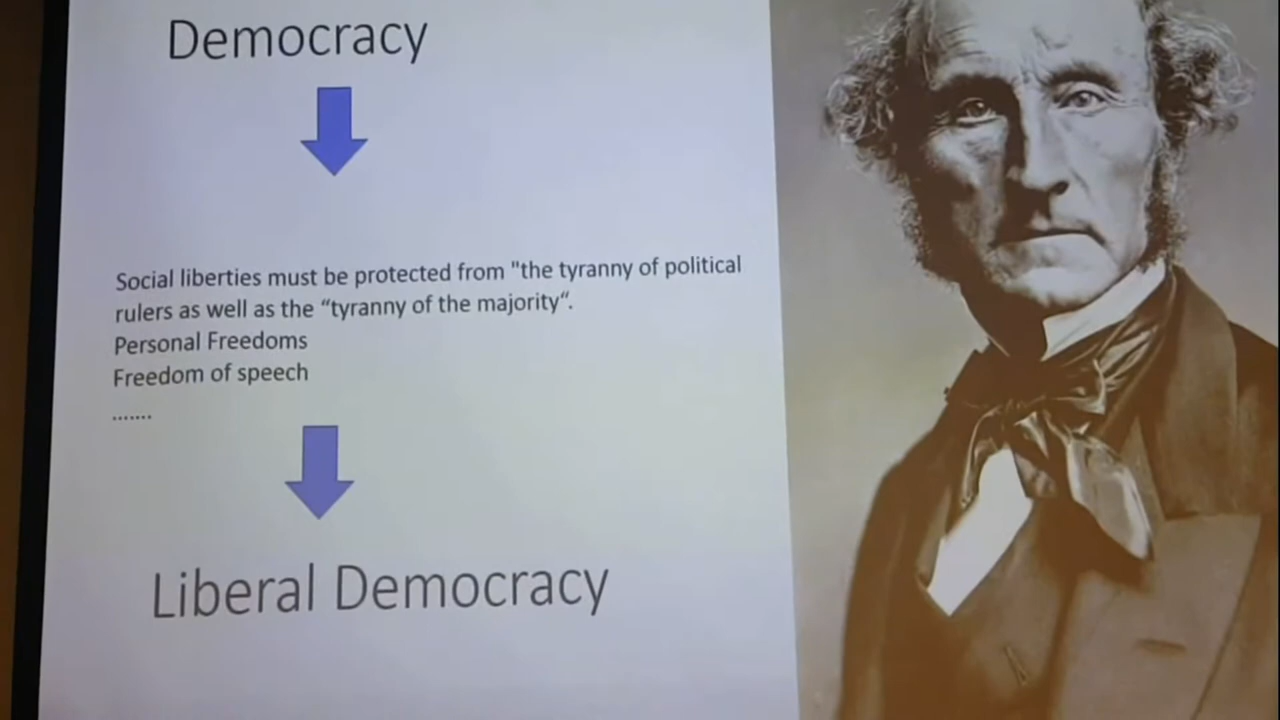 Democracy
Social liberties must be protected from "the tyranny of political
rulers as well as the “tyranny of the majority“.
Personal Freedoms
Freedom of speech
.......
Liberal Democracy